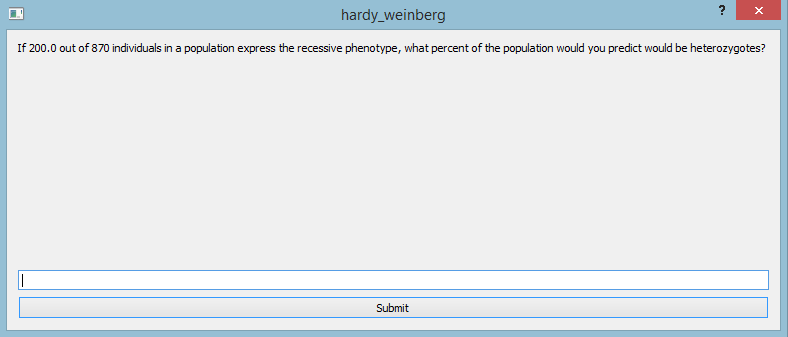 hardy_weinberg
?
If 200.0 out of 870 individuals in a population express the recessive phenotype, what percent of the population would you predict would be heterozygotes?
Submit